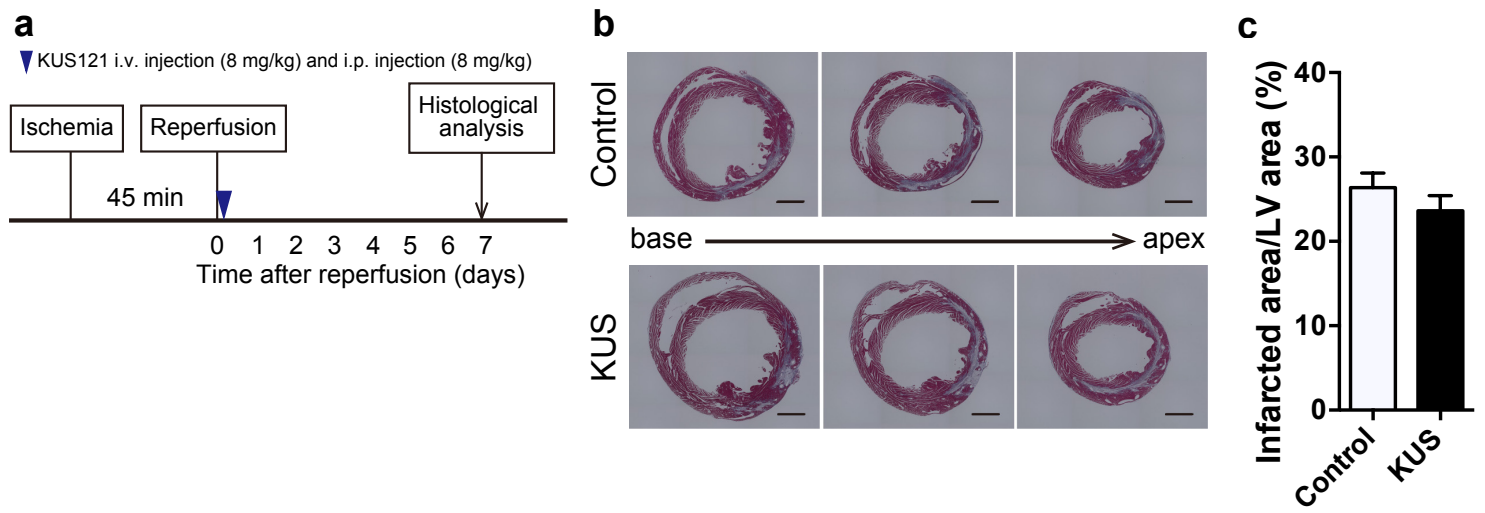 a
KUS121 i.v. injection (8 mg/kg) and i.p. injection (8 mg/kg)
Ischemia
Reperfusion
Histological
analysis
45 min
0 1 2 3 4 5 6 7
Time after reperfusion (days)
b
Control
base
apex
KUS
c
Infarcted area/LV area (%)
40
30
20
10
0
Control
KUS